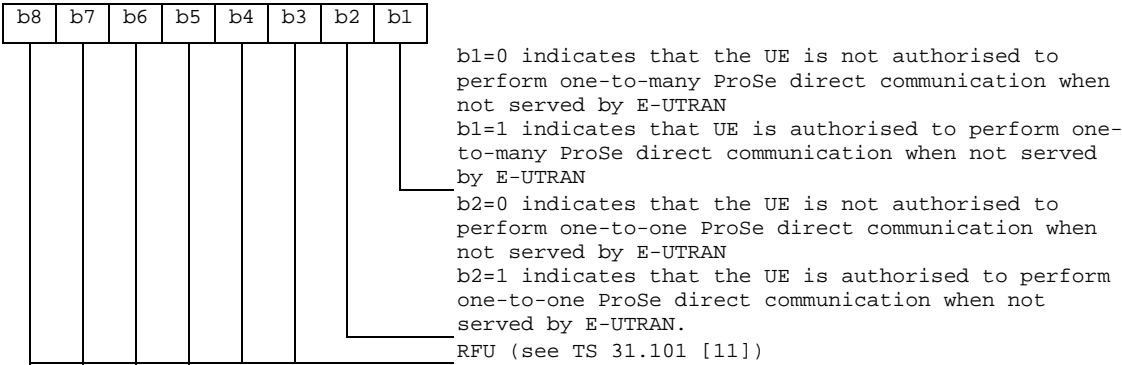 b8 b7 b6 b5 b4 b3 b2 b1
b1=0 indicates that the UE is not authorised to
perform one-to-many ProSe direct communication when
not served by E-UTRAN
b1=1 indicates that UE is authorised to perform one-
to-many ProSe direct communication when not served
by E-UTRAN
b2=0 indicates that the UE is not authorised to
perform one-to-one ProSe direct communication when
not served by E-UTRAN
b2=1 indicates that the UE is authorised to perform
one-to-one ProSe direct communication when not
served by E-UTRAN.
RFU (see TS 31.101 [11])